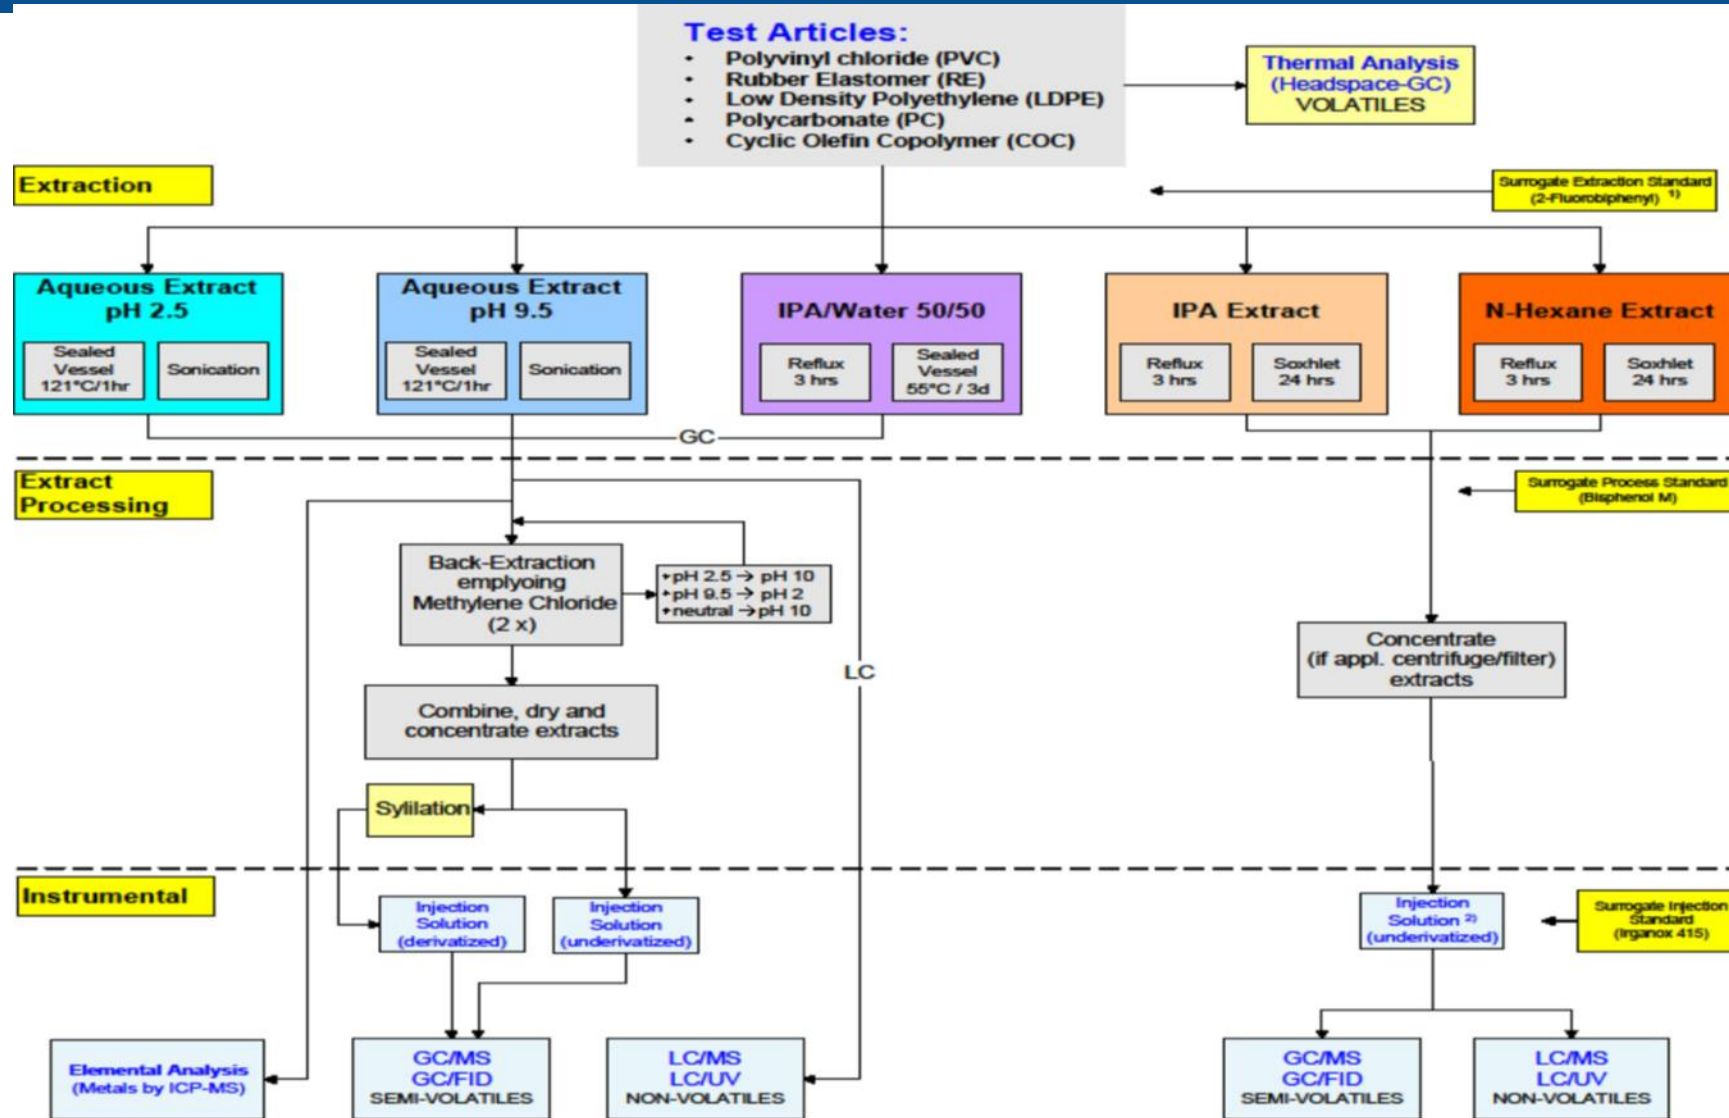 Test Articles:
• Polyvinyl chloride (PVC)
• Rubber Elastomer (RE)
• Low Density Polyethylene (LDPE)
• Polycarbonate (PC)
• Cyclic Olefin Copolymer (COC)
Thermal Analysis
(Headspace-GC)
VOLATILES
Extraction
Surrogate Extraction Standard
(2-Fluorobiphenyl) 1)
Aqueous Extract
pH 2.5
Sealed
Vessel
121°C/1hr
Sonication
Aqueous Extract
pH 9.5
Sealed
Vessel
121°C/1hr
Sonication
IPA/Water 50/50
Reflux
3 hrs
Sealed
Vessel
55°C / 3d
IPA Extract
Reflux
3 hrs
Soxhlet
24 hrs
N-Hexane Extract
Reflux
3 hrs
Soxhlet
24 hrs
GC
Extract
Processing
Surrogate Process Standard
(Bisphenol M)
Back-Extraction
emplyoing
Methylene Chloride
(2 x)
•pH 2.5 → pH 10
•pH 9.5 → pH 2
•neutral →pH 10
LC
Concentrate
(if appl. centrifuge/filter)
extracts
Combine, dry and
concentrate extracts
Sylilation
Instrumental
Injection
Solution
(derivatized)
Injection
Solution
(underivatized)
Injection
Solution 2)
(underivatized)
Surrogate Injection
Standard
(Irganox 415)
Elemental Analysis
(Metals by ICP-MS)
GC/MS
GC/FID
SEMI-VOLATILES
LC/MS
LC/UV
NON-VOLATILES
GC/MS
GC/FID
SEMI-VOLATILES
LC/MS
LC/UV
NON-VOLATILES